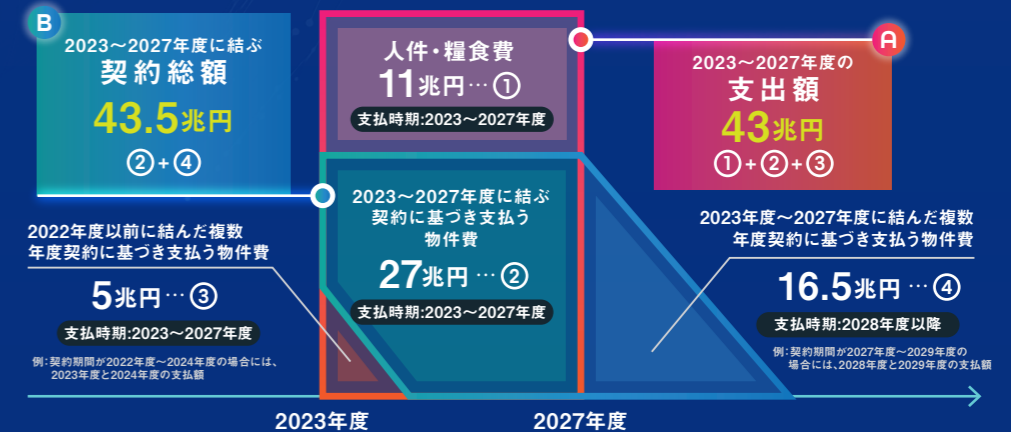 B
2023～2027年度に結ぶ
契約総額
43.5兆円
②+④
人件・糧食費
11兆円…①
支払時期:2023～2027年度
A
2023～2027年度の
支出額
43兆円
①+②+③
2022年度以前に結んだ複数
年度契約に基づき支払う物件費
5兆円…③
支払時期:2023～2027年度
例:契約期間が2022年度～2024年度の場合には、
2023年度と2024年度の支払額
2023～2027年度に結ぶ
契約に基づき支払う
物件費
27兆円…②
支払時期:2023～2027年度
2023年度～2027年度に結んだ複数
年度契約に基づき支払う物件費
16.5兆円…④
支払時期:2028年度以降
例:契約期間が2027年度～2029年度の
場合には、2028年度と2029年度の支払額
2023年度
2027年度